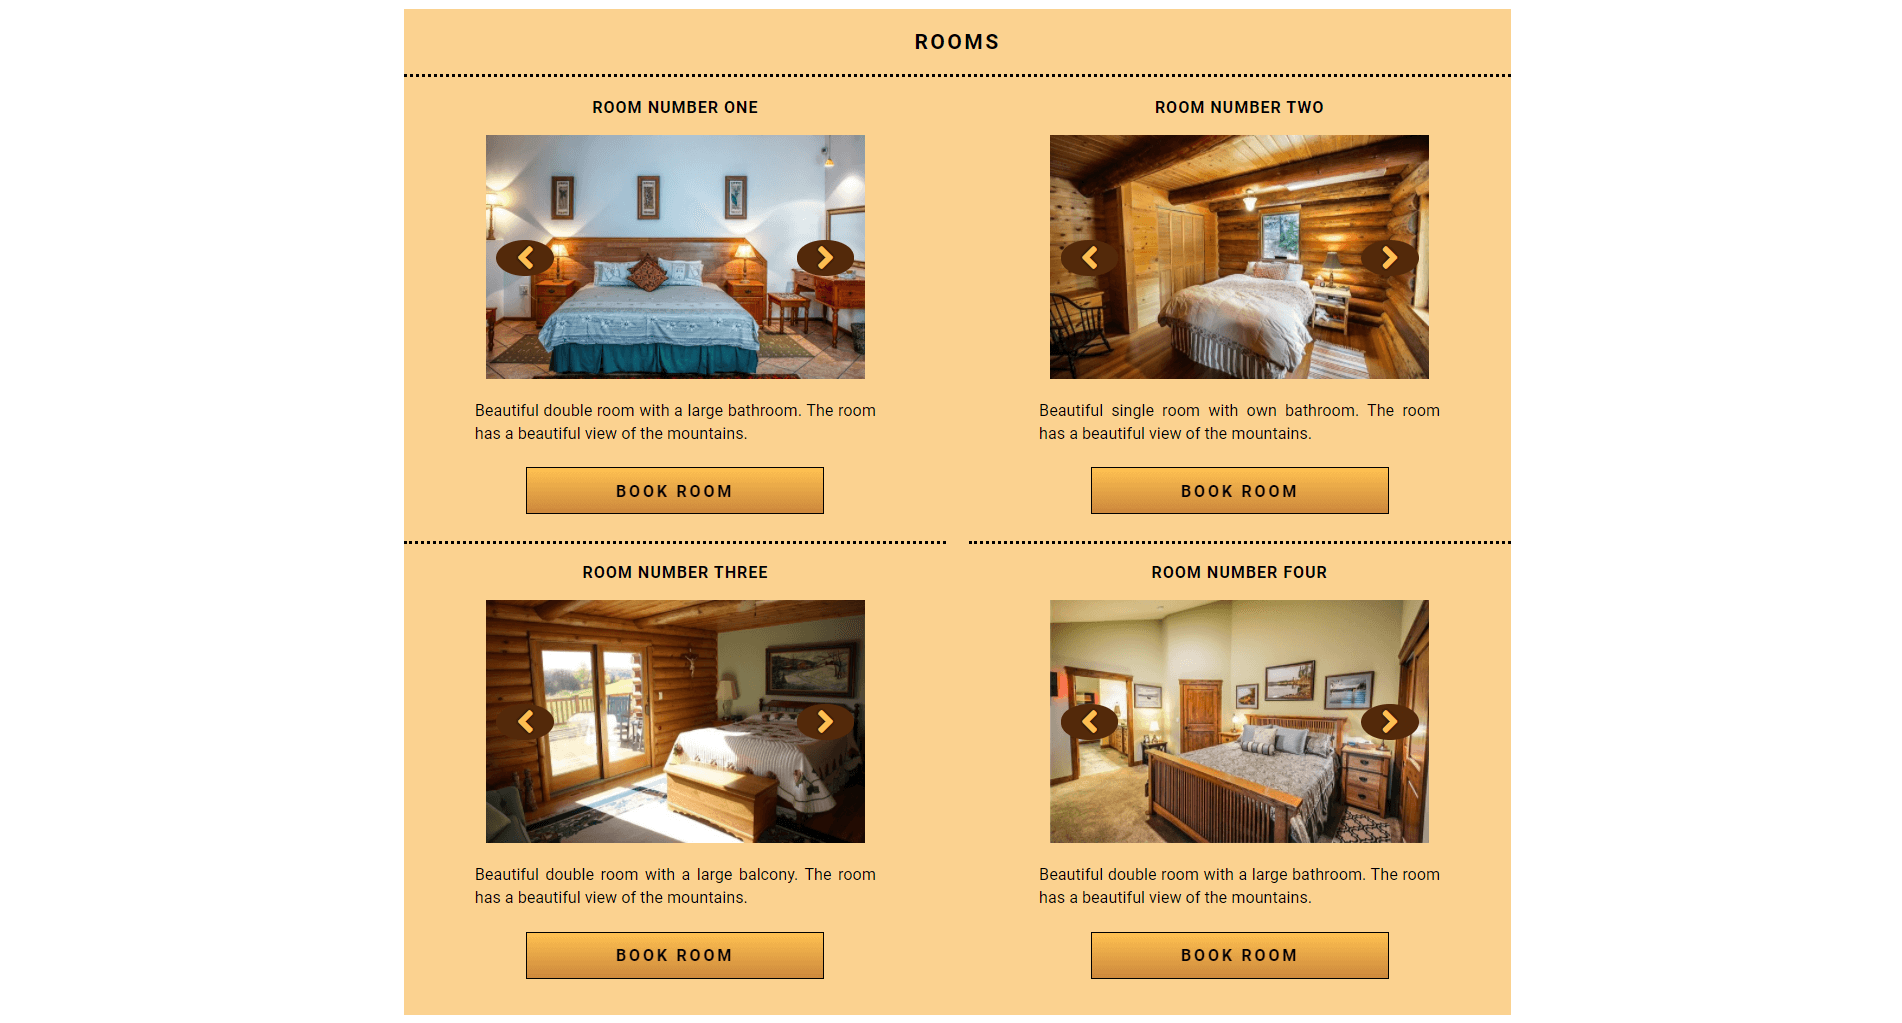 ROOMS
ROOM NUMBER ONE
Beautiful double room with a large bathroom. The room
has a beautiful view of the mountains.
BOOK ROOM
ROOM NUMBER TWO
Beautiful single room with own bathroom. The room
has a beautiful view of the mountains.
BOOK ROOM
ROOM NUMBER THREE
Beautiful double room with a large balcony. The room
has a beautiful view of the mountains.
BOOK ROOM
ROOM NUMBER FOUR
Beautiful double room with a large bathroom. The room
has a beautiful view of the mountains.
BOOK ROOM